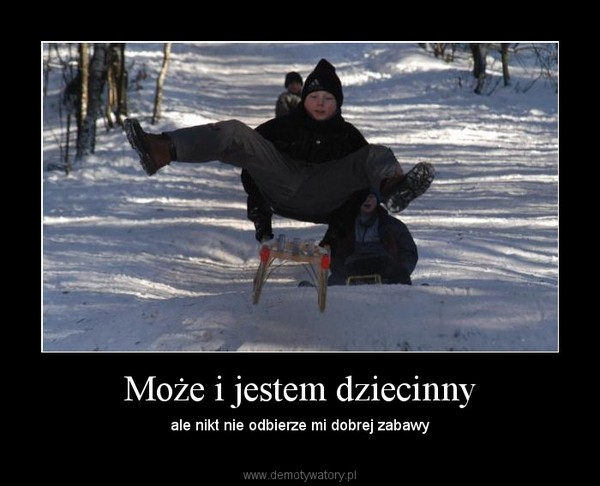 Może i jestem dziecinny
ale nikt nie odbierze mi dobrej zabawy
www.demotywatory.pl